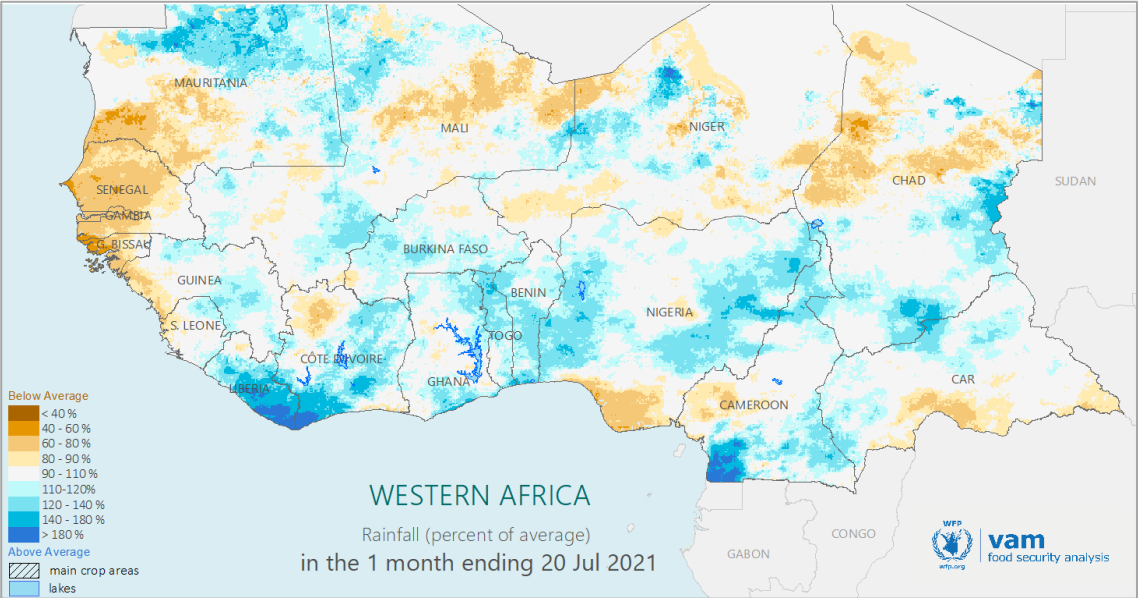 MAURITANIA
MALI
NIGER
CHAD
SUDAN
SENEGAL
GAMBIA
G. BISSAU
BURKINA FASO
GUINEA
BENIN
NIGERIA
S. LEONE
TOGO
CÔTE D'IVOIRE
GHANA
LIBERIA
CAR
CAMEROON
GABON
CONGO
Below Average
< 40 %
40 - 60 %
60 - 80 %
80 - 90 %
90 - 110 %
110-120%
120 - 140 %
140 - 180 %
> 180 %
Above Average
main crop areas
lakes
WESTERN AFRICA
Rainfall (percent of average)
in the 1 month ending 20 Jul 2021
WFP
wfp.org
vam
food security analysis